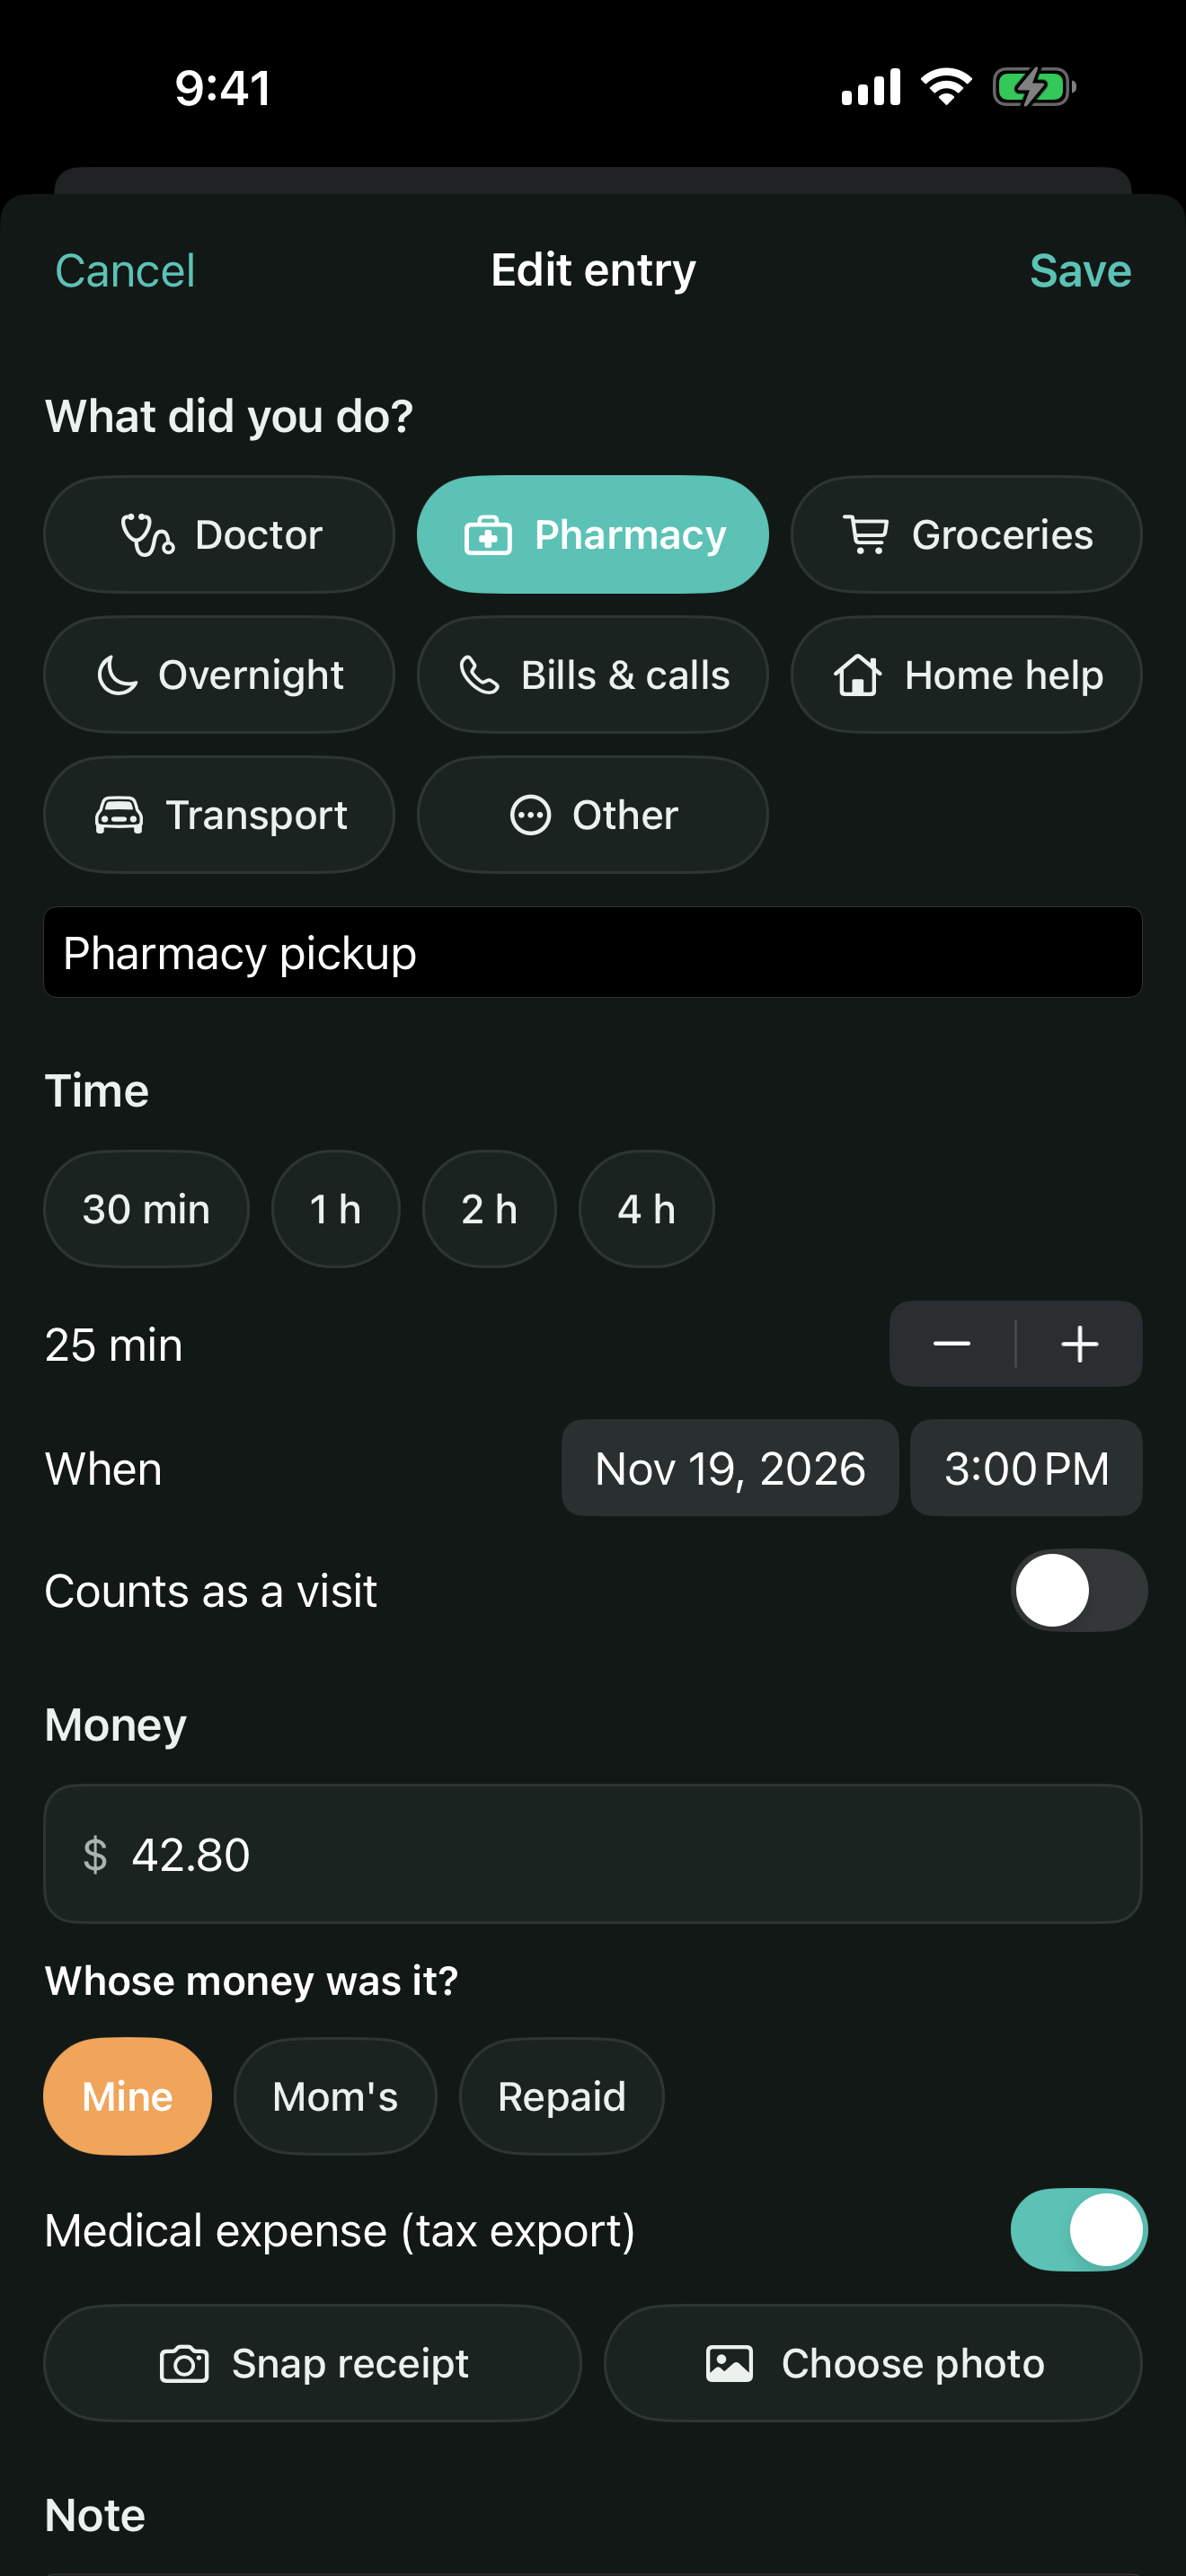 9:41
Cancel Edit entry Save
What did you do?
Doctor Pharmacy Groceries
Overnight Bills & calls Home help
Transport Other
Pharmacy pickup
Time
30 min 1 h 2 h 4 h
25 min
When Nov 19, 2026 3:00 PM
Counts as a visit
Money
$ 42.80
Whose money was it?
Mine Mom's Repaid
Medical expense (tax export)
Snap receipt Choose photo
Note